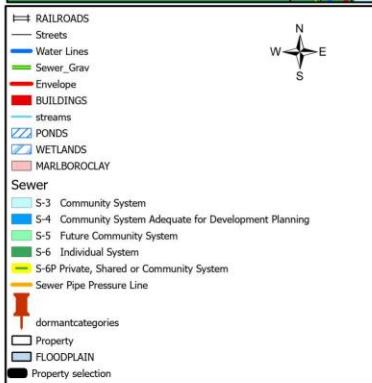 RAILROADS
Streets
Water Lines
Sewer_Grav
Envelope
BUILDINGS
streams
PONDS
WETLANDS
MARLBOROCLAY
Sewer
S-3 Community System
S-4 Community System Adequate for Development Planning
S-5 Future Community System
S-6 Individual System
S-6P Private, Shared or Community System
Sewer Pipe Pressure Line
dormantcategories
Property
FLOODPLAIN
Property selection
N
W E
S